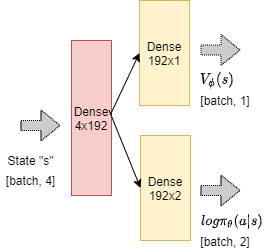 Dense
192x1
V_ϕ(s)
[batch, 1]
Dense
4x192
State "s"
[batch, 4]
Dense
192x2
logπ_θ(a|s)
[batch, 2]